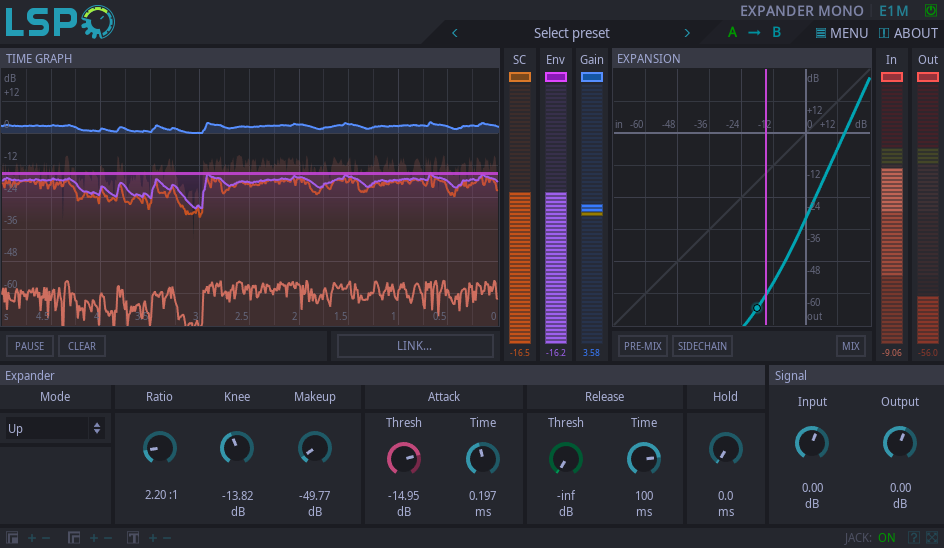 LSP
EXPANDER MONO E1M
Select preset
A B
MENU ABOUT
TIME GRAPH
SC Env Gain
EXPANSION
In Out
dB
+12
0
-12
-24
-36
-48
-60
s 4.5 4 3.5 3 2.5 2 1.5 1 0.5 0
dB
+12
in -60 -48 -36 -24 -12 0 +12 dB
-12
-24
-36
-48
-60
out
PAUSE CLEAR
LINK...
-16.5 -16.2 3.58
PRE-MIX SIDECHAIN MIX
-9.06 -56.0
Expander
Signal
Mode Ratio Knee Makeup Attack Release Hold
Input Output
Up
Thresh Time Thresh Time
2.20 :1 -13.82 -49.77 -14.95 0.197 -inf 100 0.0 0.00 0.00
dB dB dB ms dB ms ms dB dB
JACK: ON